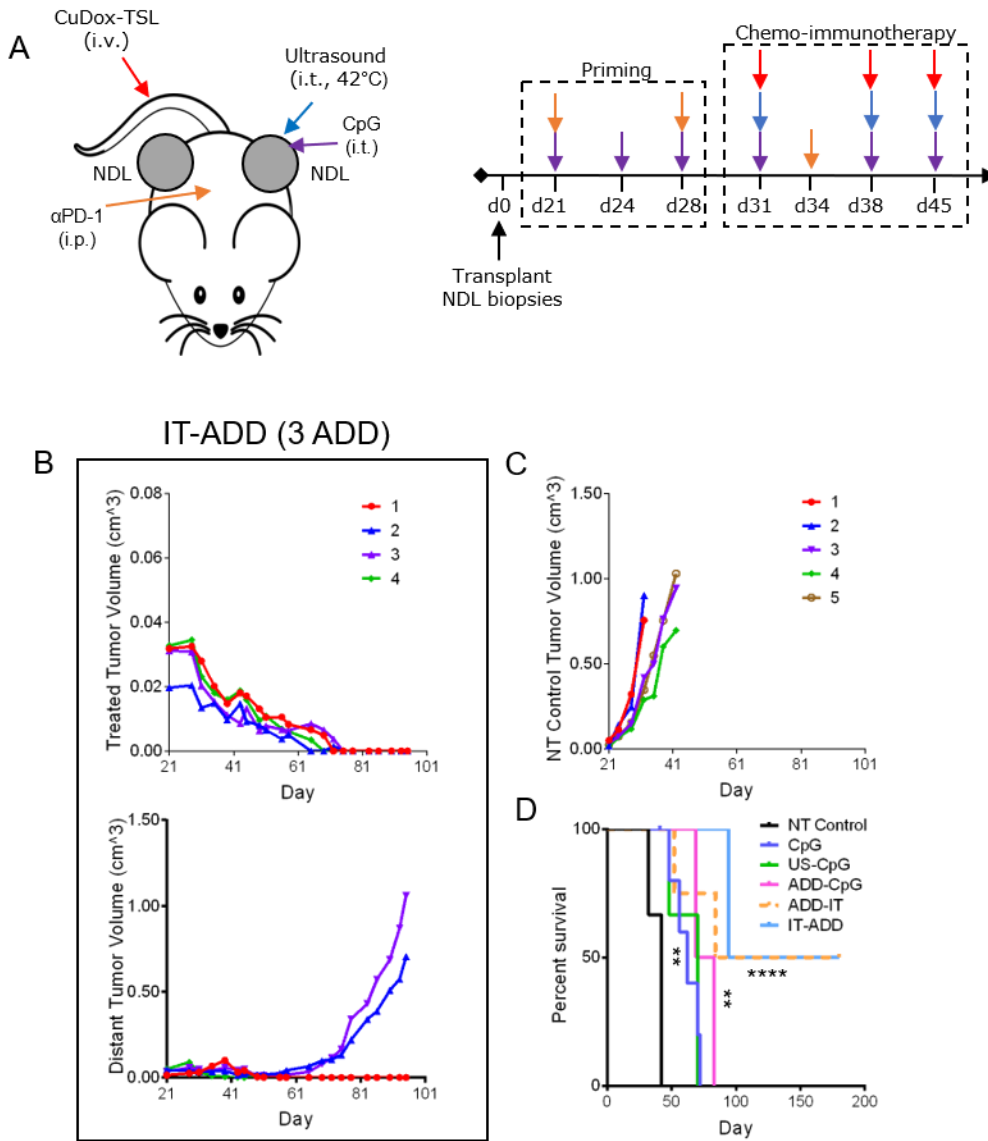 A
CuDox-TSL
(i.v.)
Ultrasound
(i.t., 42°C)
CpG
(i.t.)
NDL
NDL
αPD-1
(i.p.)
Priming
Chemo-immunotherapy
d0
d21
d24
d28
d31
d34
d38
d45
Transplant
NDL biopsies
IT-ADD (3 ADD)
B
Treated Tumor Volume (cm^3)
0.08
0.06
0.04
0.02
0.00
21
41
61
81
101
Day
1
2
3
4
Distant Tumor Volume (cm^3)
1.50
1.00
0.50
0.00
21
41
61
81
101
Day
C
NT Control Tumor Volume (cm^3)
1.50
1.00
0.50
0.00
21
41
61
81
101
Day
1
2
3
4
5
D
Percent survival
100
50
0
0
50
100
150
200
Day
NT Control
CpG
US-CpG
ADD-CpG
ADD-IT
IT-ADD
**
**
****